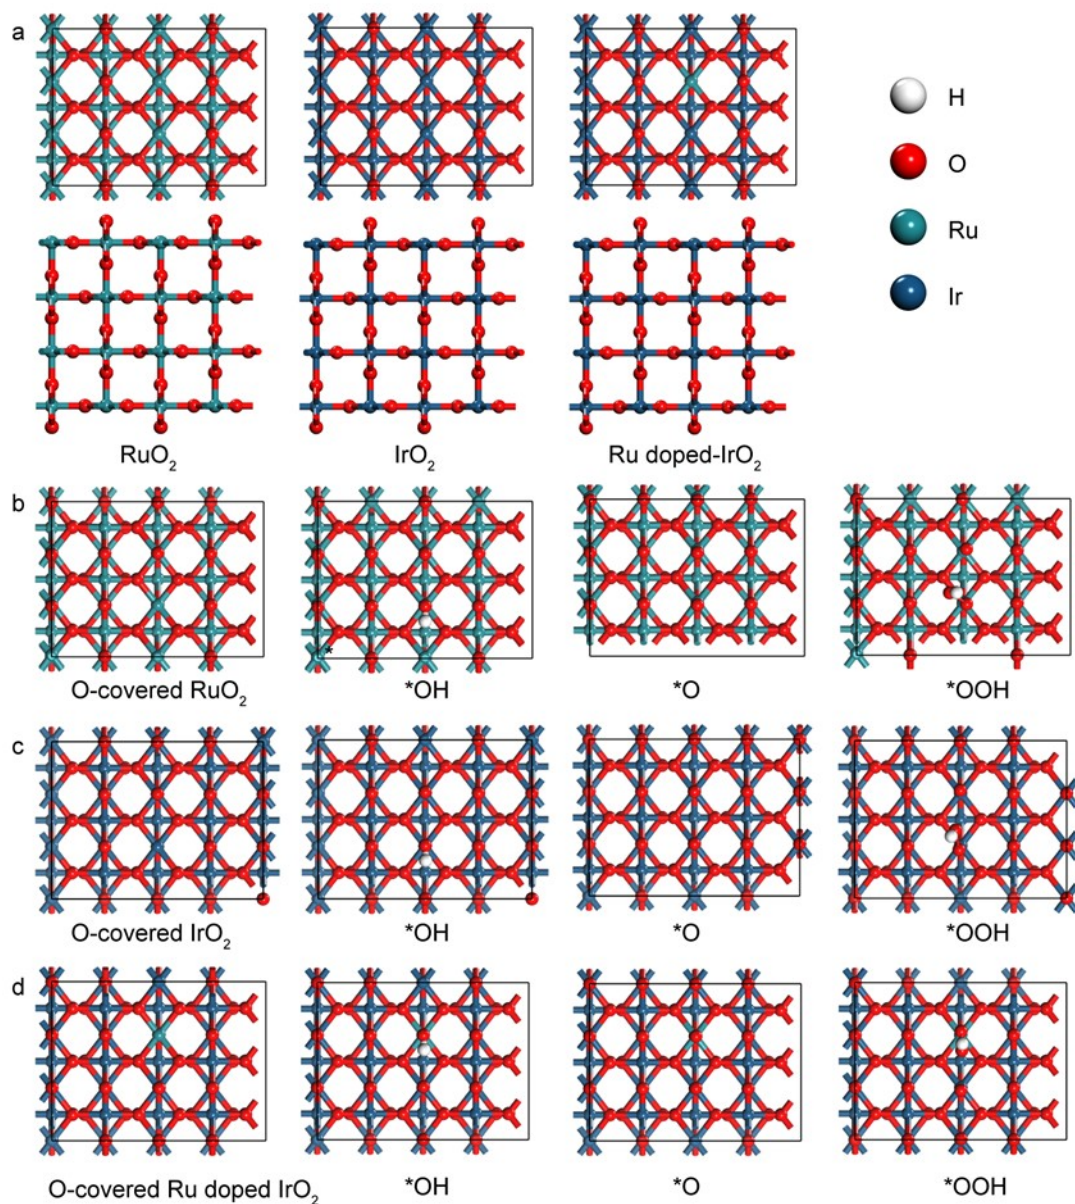 a
H
O
Ru
Ir
RuO₂
IrO₂
Ru doped-IrO₂
b
*
O-covered RuO₂
*OH
*O
*OOH
c
O-covered IrO₂
*OH
*O
*OOH
d
O-covered Ru doped IrO₂
*OH
*O
*OOH